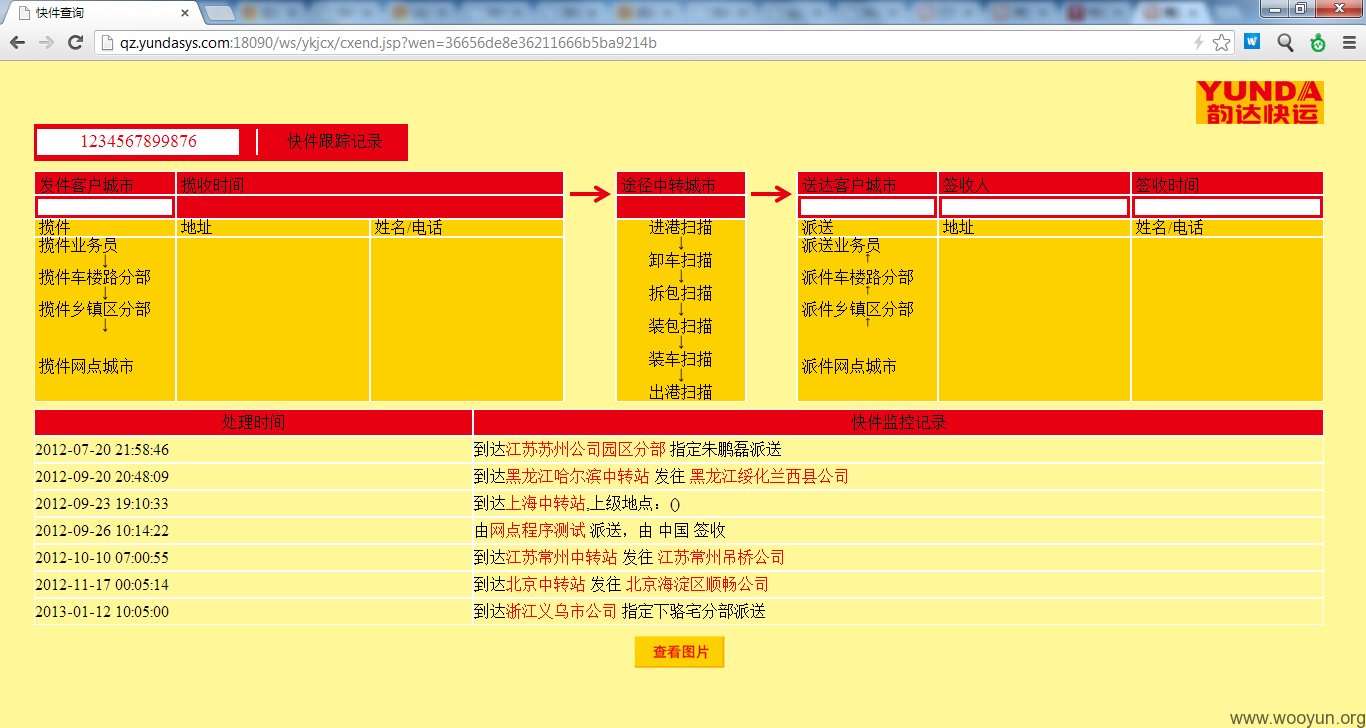 快件查询
qz.yundasys.com:18090/ws/ykjcx/cxend.jsp?wen=36656de8e36211666b5ba9214b
YUNDA
韵达快运
1234567899876 快件跟踪记录
发件客户城市 揽收时间 途径中转城市 送达客户城市 签收人 签收时间
揽件 地址 姓名/电话 进港扫描 派送 地址 姓名/电话
揽件业务员 派送业务员
↓ ↓ ↑
卸车扫描
揽件车楼路分部 ↓ 派件车楼路分部
↓ 拆包扫描 ↑
揽件乡镇区分部 ↓ 派件乡镇区分部
↓ 装包扫描 ↑
↓
揽件网点城市 装车扫描 派件网点城市
↓
出港扫描
处理时间 快件监控记录
2012-07-20 21:58:46 到达江苏苏州公司园区分部 指定朱鹏磊派送
2012-09-20 20:48:09 到达黑龙江哈尔滨中转站 发往 黑龙江绥化兰西县公司
2012-09-23 19:10:33 到达上海中转站,上级地点：()
2012-09-26 10:14:22 由网点程序测试 派送，由 中国 签收
2012-10-10 07:00:55 到达江苏常州中转站 发往 江苏常州吊桥公司
2012-11-17 00:05:14 到达北京中转站 发往 北京海淀区顺畅公司
2013-01-12 10:05:00 到达浙江义乌市公司 指定下骆宅分部派送
查看图片
www.wooyun.org